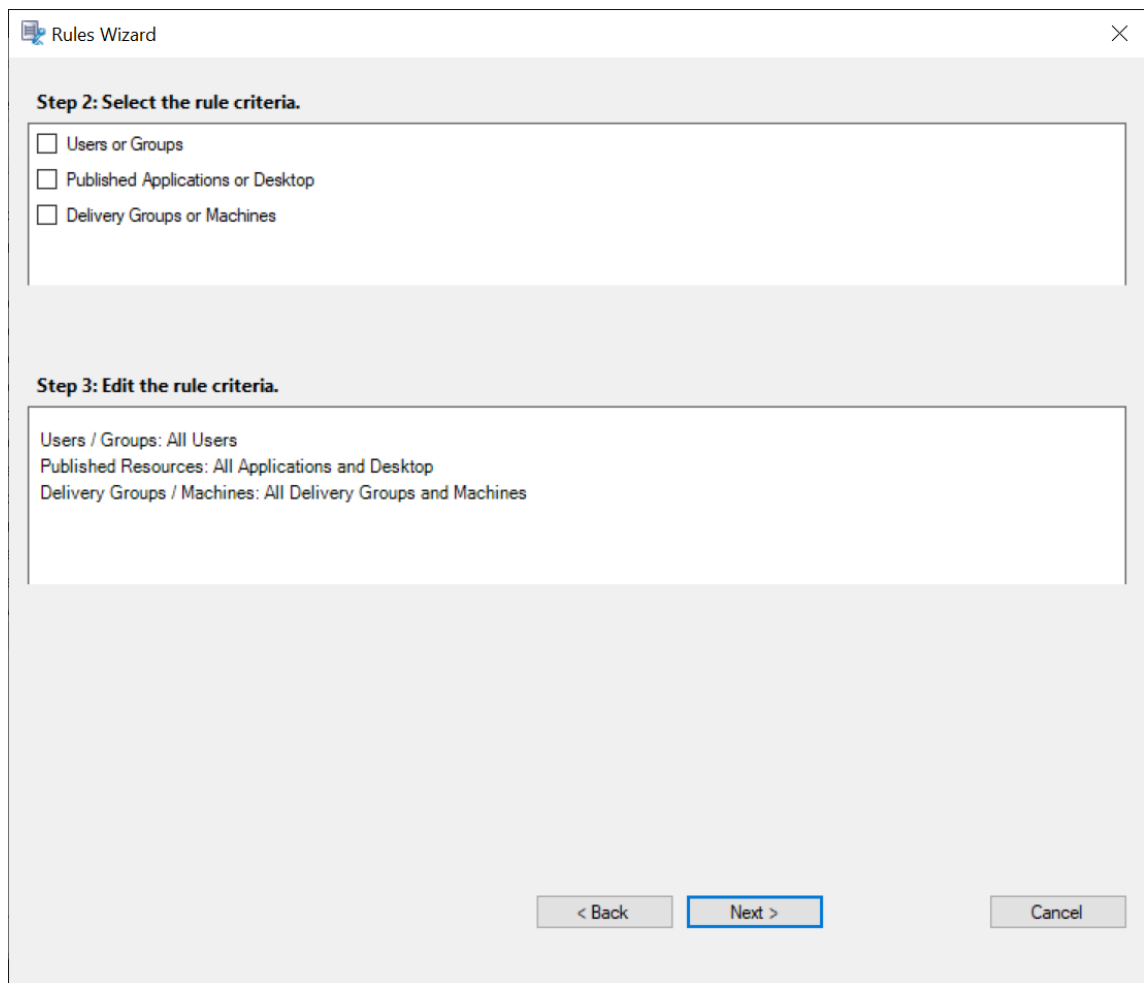 Rules Wizard
Step 2: Select the rule criteria.
Users or Groups
Published Applications or Desktop
Delivery Groups or Machines
Step 3: Edit the rule criteria.
Users / Groups: All Users
Published Resources: All Applications and Desktop
Delivery Groups / Machines: All Delivery Groups and Machines
< Back
Next >
Cancel